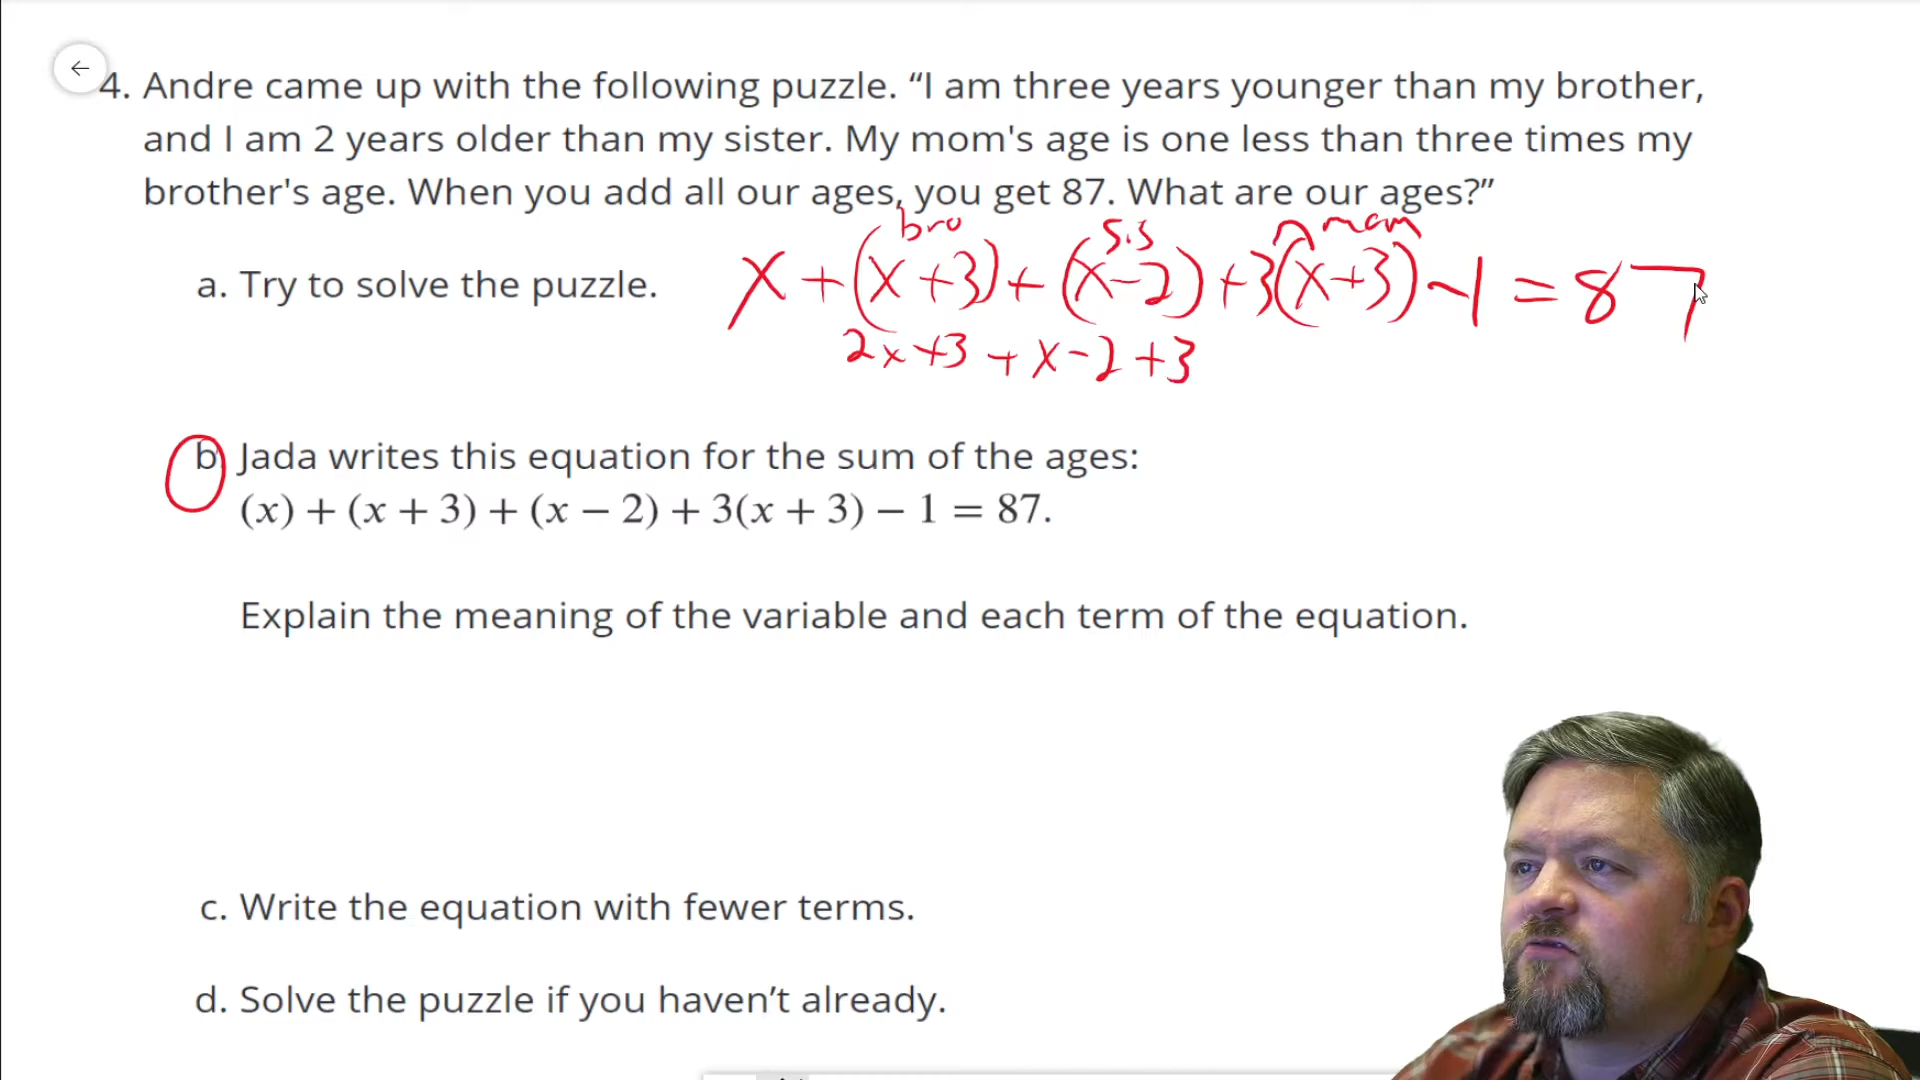 4. Andre came up with the following puzzle. “I am three years younger than my brother,
and I am 2 years older than my sister. My mom's age is one less than three times my
brother's age. When you add all our ages, you get 87. What are our ages?”
bro sis mom
a. Try to solve the puzzle. x + (x + 3) + (x - 2) + 3(x + 3) - 1 = 87
2x + 3 + x - 2 + 3
b. Jada writes this equation for the sum of the ages:
(x) + (x + 3) + (x − 2) + 3(x + 3) − 1 = 87.
Explain the meaning of the variable and each term of the equation.
c. Write the equation with fewer terms.
d. Solve the puzzle if you haven’t already.